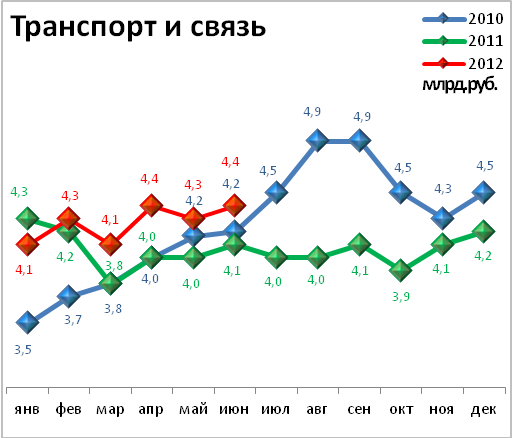 Транспорт и связь
2010
2011
2012
млрд.руб.
4,9 4,9
4,5 4,5 4,5
4,3 4,3 4,4 4,3 4,4 4,3
4,2 4,2
4,1 4,2 4,1 3,8 4,0 4,0 4,0 4,1 4,0 4,0 4,1 3,9 4,1 4,2
3,5 3,7 3,8
янв фев мар апр май июн июл авг сен окт ноя дек